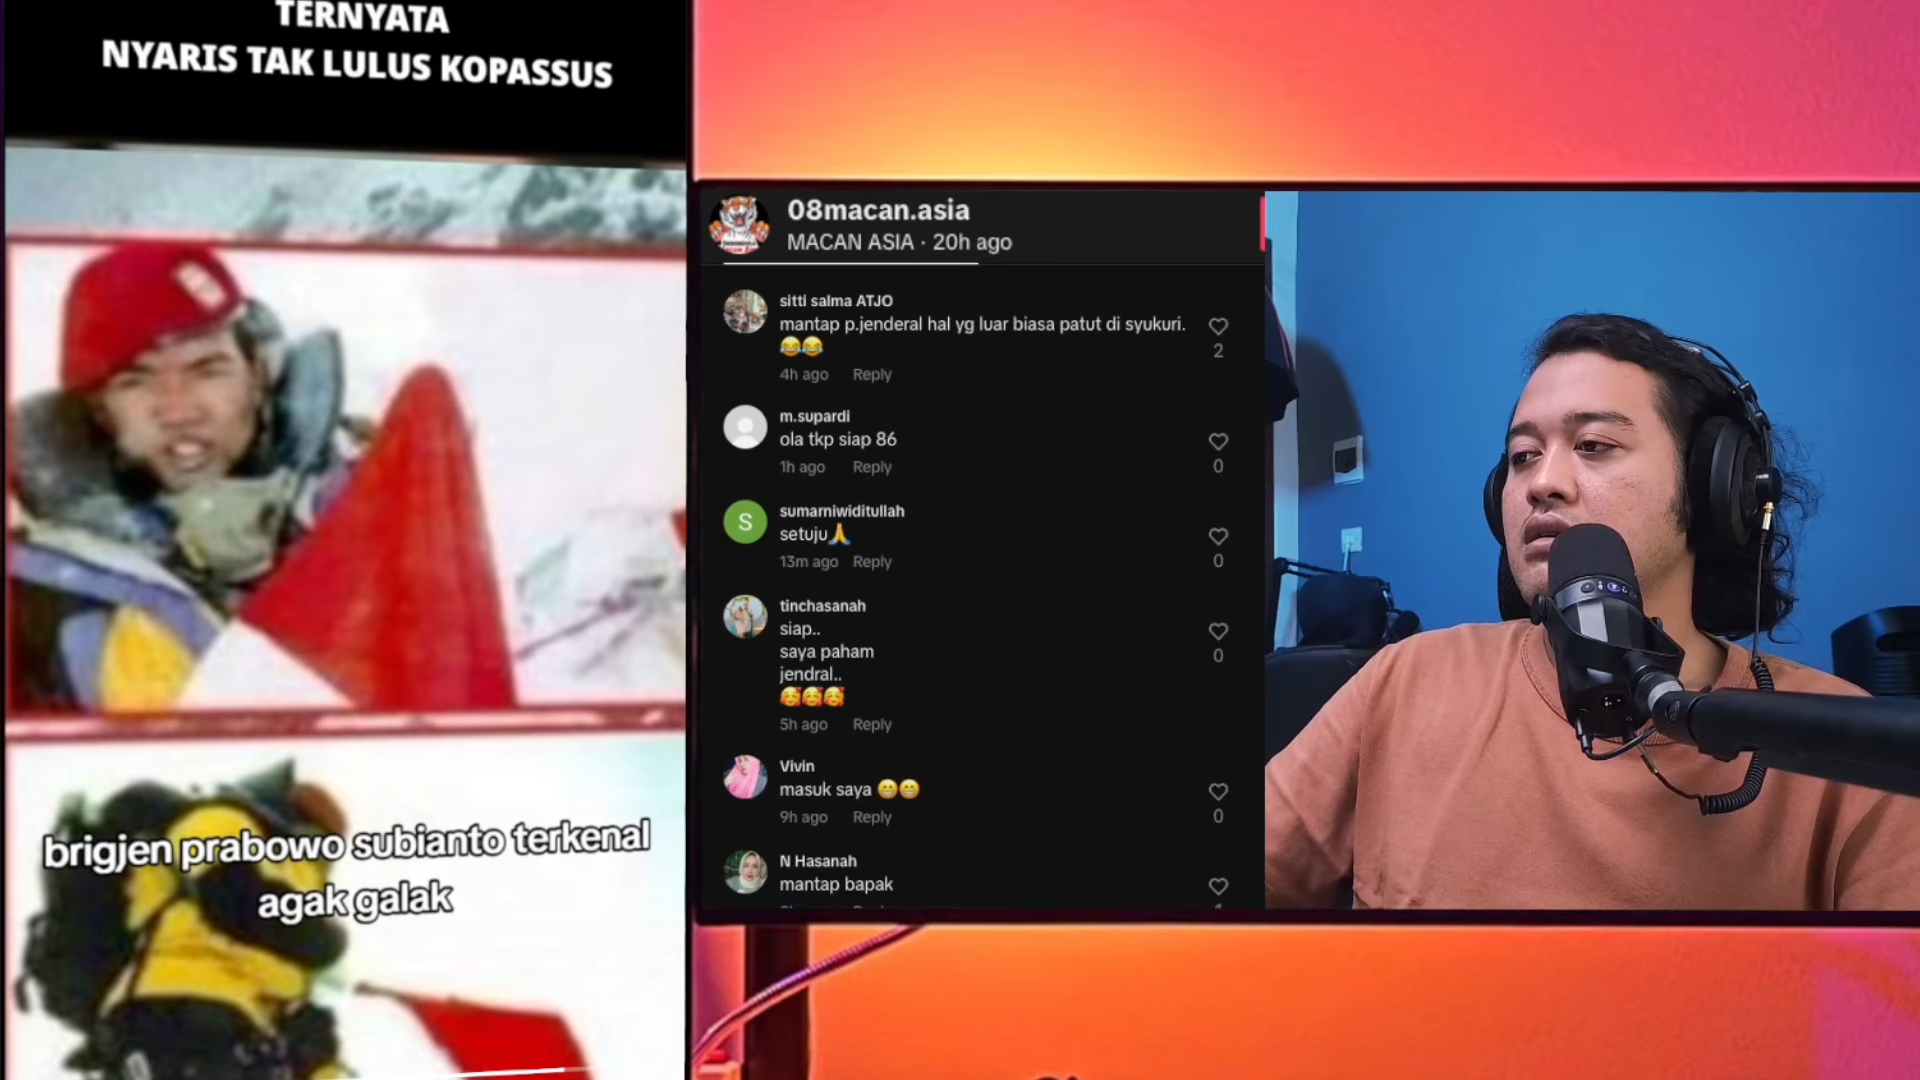 TERNYATA
NYARIS TAK LULUS KOPASSUS
brigjen prabowo subianto terkenal
agak galak
08macan.asia
MACAN ASIA · 20h ago
sitti salma ATJO
mantap p.jenderal hal yg luar biasa patut di syukuri.
😂😂
2
4h ago Reply
m.supardi
ola tkp siap 86
1h ago Reply
0
sumarniwiditullah
setuju🙏
13m ago Reply
0
S
tinchasanah
siap..
saya paham
jendral..
🥰🥰🥰
0
5h ago Reply
Vivin
masuk saya 😁😁
9h ago Reply
0
N Hasanah
mantap bapak